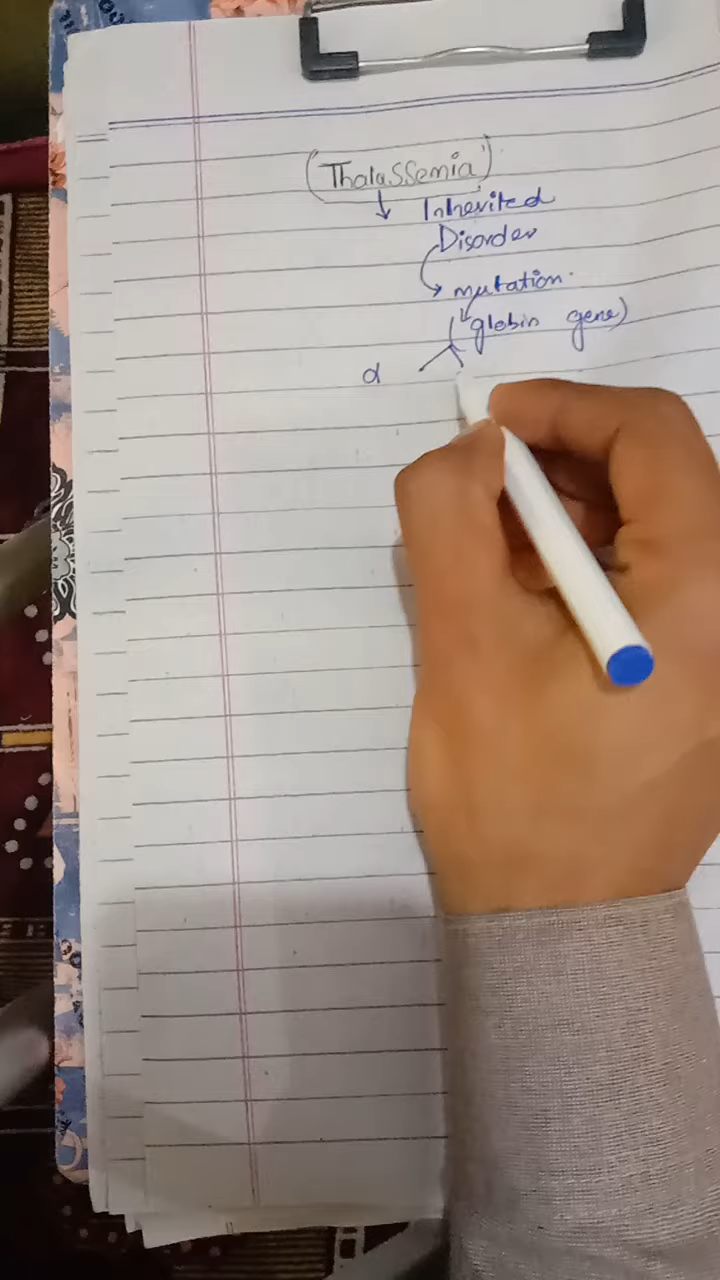 (Thalassemia)
↓ Inherited
Disorder
→ mutation.
(globin gene)
α